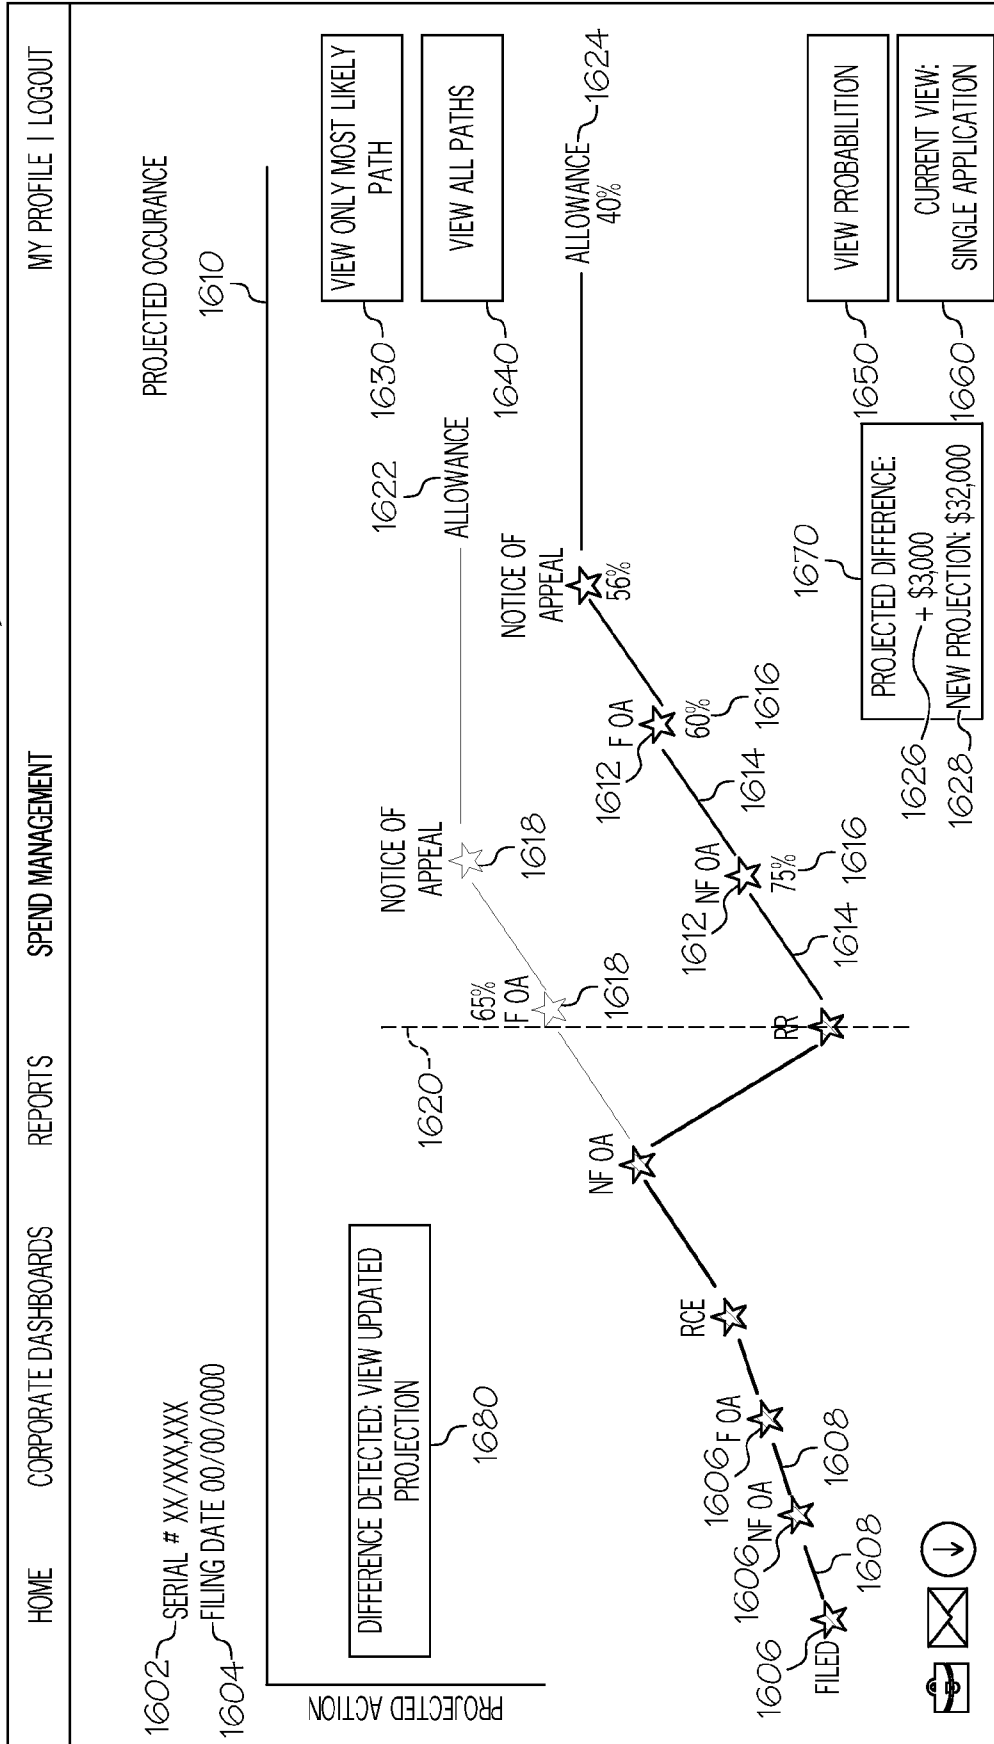 HOME CORPORATE DASHBOARDS REPORTS SPEND MANAGEMENT MY PROFILE | LOGOUT
1602 SERIAL # XX/XXX,XXX
1604 FILING DATE 00/00/0000
PROJECTED OCCURANCE
1610
PROJECTED ACTION
DIFFERENCE DETECTED: VIEW UPDATED
PROJECTION
1680
1620
65%
F OA
1618
NOTICE OF
APPEAL
1618
1622
ALLOWANCE
1630
VIEW ONLY MOST LIKELY
PATH
1640
VIEW ALL PATHS
1606
FILED
1608
1606
NF OA
1608
1606
F OA
RCE
NF OA
RR
1614
1612
NF OA
75%
1616
1614
1612
F OA
60%
1616
NOTICE OF
APPEAL
56%
ALLOWANCE
40%
1624
1670
PROJECTED DIFFERENCE:
+ $3,000
1626
NEW PROJECTION: $32,000
1628
1650
VIEW PROBABILITION
1660
CURRENT VIEW:
SINGLE APPLICATION